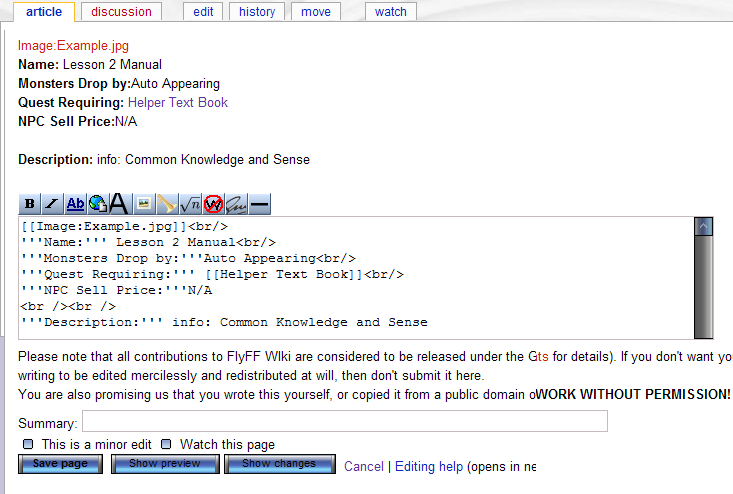 article discussion edit history move watch
Image:Example.jpg
Name: Lesson 2 Manual
Monsters Drop by:Auto Appearing
Quest Requiring: Helper Text Book
NPC Sell Price:N/A
Description: info: Common Knowledge and Sense
B I Ab A √n W
[[Image:Example.jpg]]<br/>
'''Name:''' Lesson 2 Manual<br/>
'''Monsters Drop by:'''Auto Appearing<br/>
'''Quest Requiring:''' [[Helper Text Book]]<br/>
'''NPC Sell Price:'''N/A
<br /><br />
'''Description:''' info: Common Knowledge and Sense
Please note that all contributions to FlyFF WIki are considered to be released under the Gts for details). If you don't want you
writing to be edited mercilessly and redistributed at will, then don't submit it here.
You are also promising us that you wrote this yourself, or copied it from a public domain oWORK WITHOUT PERMISSION!
Summary:
This is a minor edit Watch this page
Save page Show preview Show changes Cancel | Editing help (opens in ne